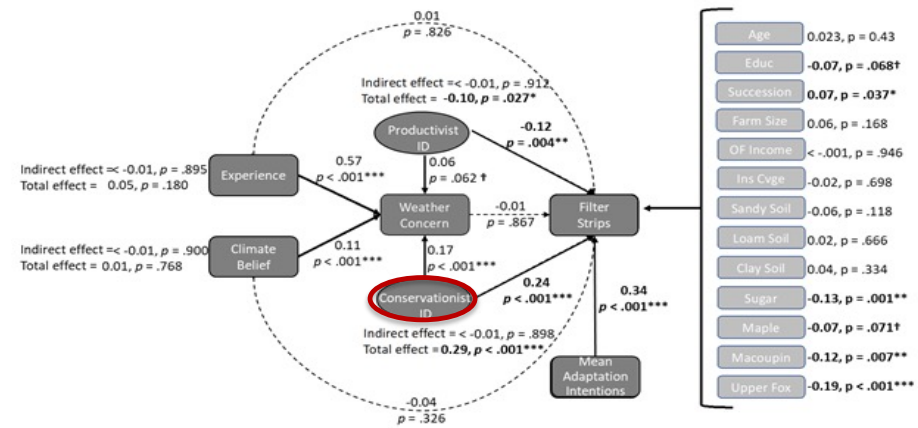 0.01
p = .826
Indirect effect =< -0.01, p = .912
Total effect = -0.10, p = .027*
Productivist
ID
-0.12
p = .004**
0.06
p = .062 †
Indirect effect =< -0.01, p = .895
Total effect = 0.05, p = .180
Experience
0.57
p < .001***
Weather
Concern
-0.01
p = .867
Filter
Strips
Indirect effect =< -0.01, p = .900
Total effect = 0.01, p = .768
Climate
Belief
0.11
p < .001***
0.17
p < .001***
Conservationist
ID
0.24
p < .001***
0.34
p < .001***
Indirect effect = < -0.01, p = .898
Total effect = 0.29, p < .001***
Mean
Adaptation
Intentions
-0.04
p = .326
Age 0.023, p = 0.43
Educ -0.07, p = .068†
Succession 0.07, p = .037*
Farm Size 0.06, p = .168
OF Income < -.001, p = .946
Ins Cvge -0.02, p = .698
Sandy Soil -0.06, p = .118
Loam Soil 0.02, p = .666
Clay Soil 0.04, p = .334
Sugar -0.13, p = .001**
Maple -0.07, p = .071†
Macoupin -0.12, p = .007**
Upper Fox -0.19, p < .001***